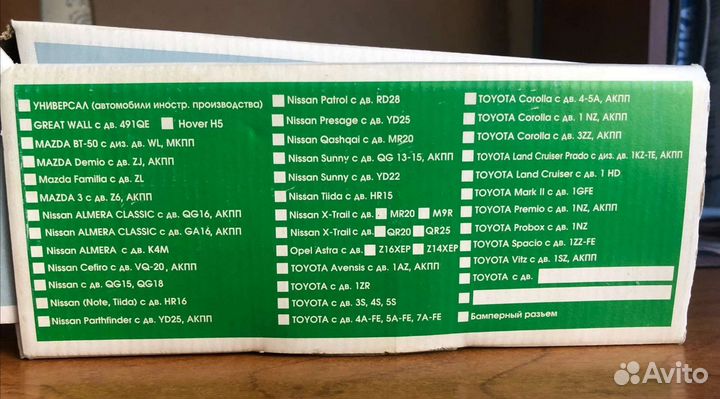 УНИВЕРСАЛ (автомобили иностр. производства)
GREAT WALL с дв. 491QE Hover H5
MAZDA BT-50 с диз. дв. WL, МКПП
MAZDA Demio с дв. ZJ, АКПП
Mazda Familia с дв. ZL
MAZDA 3 с дв. Z6, АКПП
Nissan ALMERA CLASSIC с дв. QG16, АКПП
Nissan ALMERA CLASSIC с дв. GA16, АКПП
Nissan ALMERA с дв. K4M
Nissan Cefiro с дв. VQ-20, АКПП
Nissan с дв. QG15, QG18
Nissan (Note, Tiida) с дв. HR16
Nissan Parthfinder с дв. YD25, АКПП
Nissan Patrol с дв. RD28
Nissan Presage с дв. YD25
Nissan Qashqai с дв. MR20
Nissan Sunny с дв. QG 13-15, АКПП
Nissan Sunny с дв. YD22
Nissan Tiida с дв. HR15
Nissan X-Trail с дв. MR20 M9R
Nissan X-Trail с дв. QR20 QR25
Opel Astra с дв. Z16XEP Z14XEP
TOYOTA Avensis с дв. 1AZ, АКПП
TOYOTA с дв. 1ZR
TOYOTA с дв. 3S, 4S, 5S
TOYOTA с дв. 4A-FE, 5A-FE, 7A-FE
TOYOTA Corolla с дв. 4-5A, АКПП
TOYOTA Corolla с дв. 1 NZ, АКПП
TOYOTA Corolla с дв. 3ZZ, АКПП
TOYOTA Land Cruiser Prado с диз. дв. 1KZ-TE, АКПП
TOYOTA Land Cruiser с дв. 1 HD
TOYOTA Mark II с дв. 1GFE
TOYOTA Premio с дв. 1NZ, АКПП
TOYOTA Probox с дв. 1NZ
TOYOTA Spacio с дв. 1ZZ-FE
TOYOTA Vitz с дв. 1SZ, АКПП
TOYOTA с дв.
Бамперный разъем
Avito